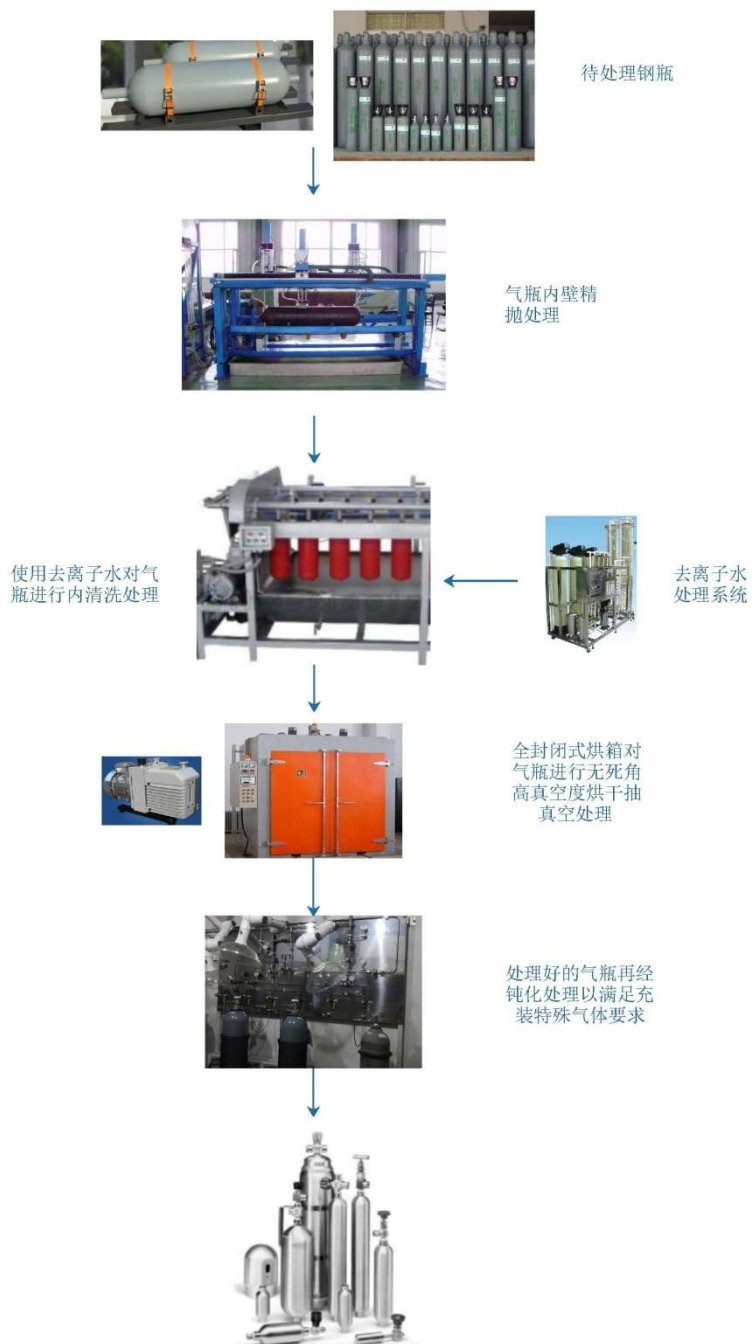 待处理钢瓶
气瓶内壁精
抛处理
使用去离子水对气
瓶进行内清洗处理
去离子水
处理系统
全封闭式烘箱对
气瓶进行无死角
高真空度烘干抽
真空处理
处理好的气瓶再经
钝化处理以满足充
装特殊气体要求